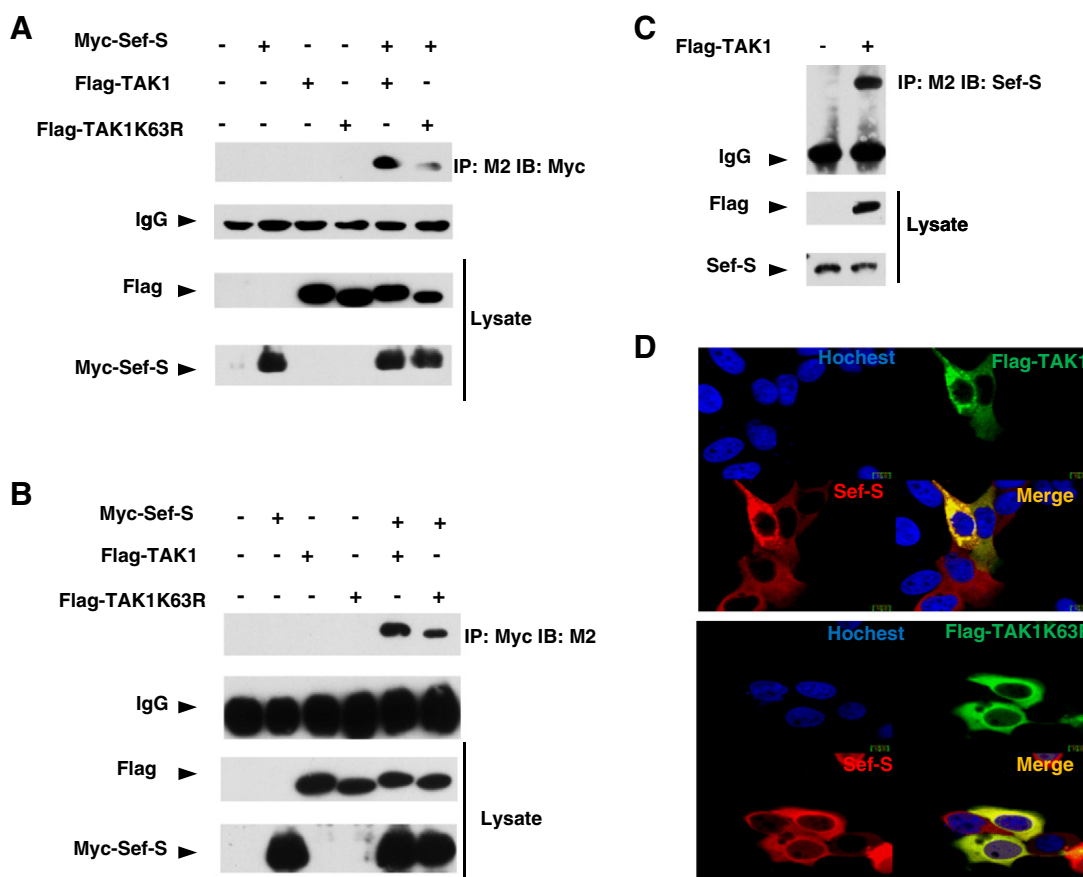 A
Myc-Sef-S - + - - + +
Flag-TAK1 - - + - + -
Flag-TAK1K63R - - - + - +
IP: M2 IB: Myc
IgG
Flag
Lysate
Myc-Sef-S
B
Myc-Sef-S - + - - + +
Flag-TAK1 - - + - + -
Flag-TAK1K63R - - - + - +
IP: Myc IB: M2
IgG
Flag
Lysate
Myc-Sef-S
C
Flag-TAK1 - +
IP: M2 IB: Sef-S
IgG
Flag
Lysate
Sef-S
D
Hochest Flag-TAK1
Sef-S Merge
Hochest Flag-TAK1K63R
Sef-S Merge